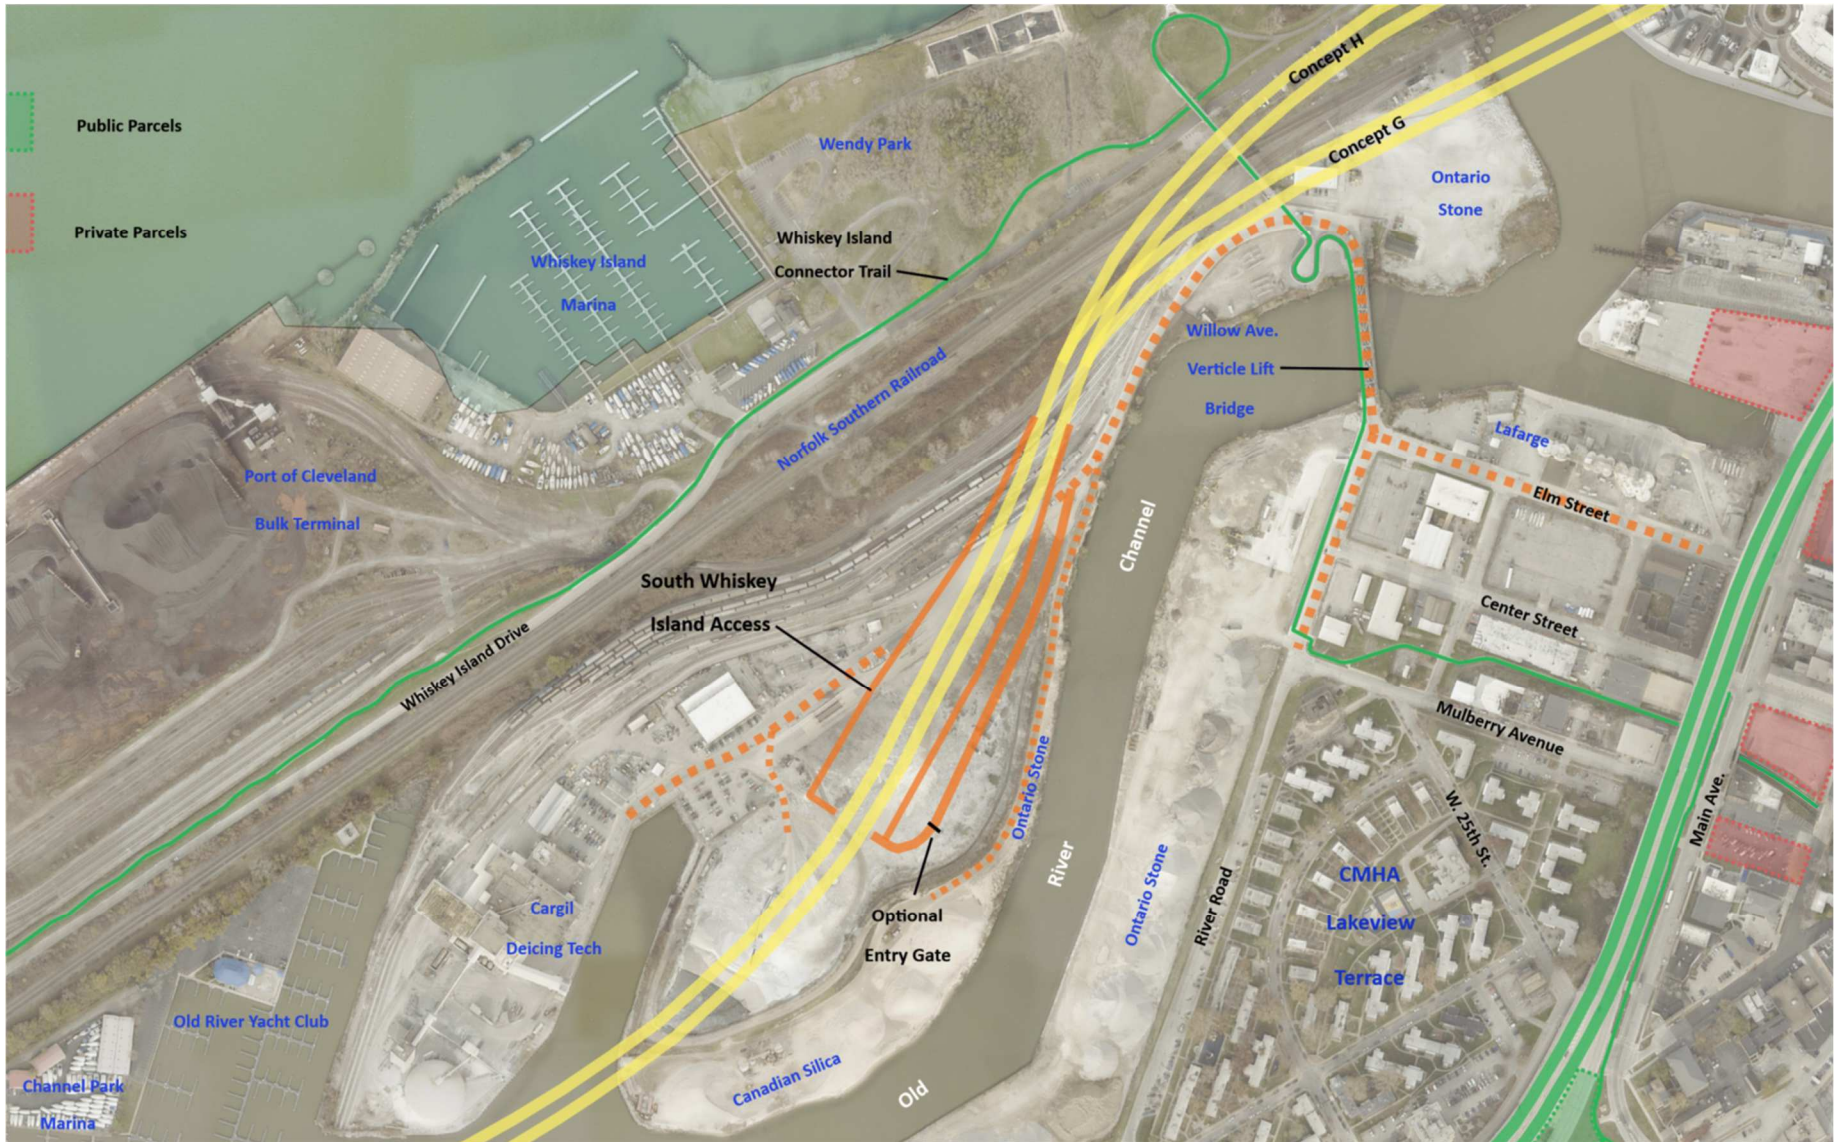 Concept H
Public Parcels
Concept G
Wendy Park
Ontario
Stone
Private Parcels
Whiskey Island
Connector Trail
Whiskey Island
Marina
Willow Ave.
Verticle Lift
Bridge
Norfolk Southern Railroad
Lafarge
Port of Cleveland
Bulk Terminal
Elm Street
Channel
South Whiskey
Island Access
Center Street
Whiskey Island Drive
Mulberry Avenue
Ontario Stone
W. 25th St.
Main Ave.
River
Ontario Stone
River Road
CMHA
Lakeview
Terrace
Cargil
Deicing Tech
Optional
Entry Gate
Old River Yacht Club
Canadian Silica
Old
Channel Park
Marina